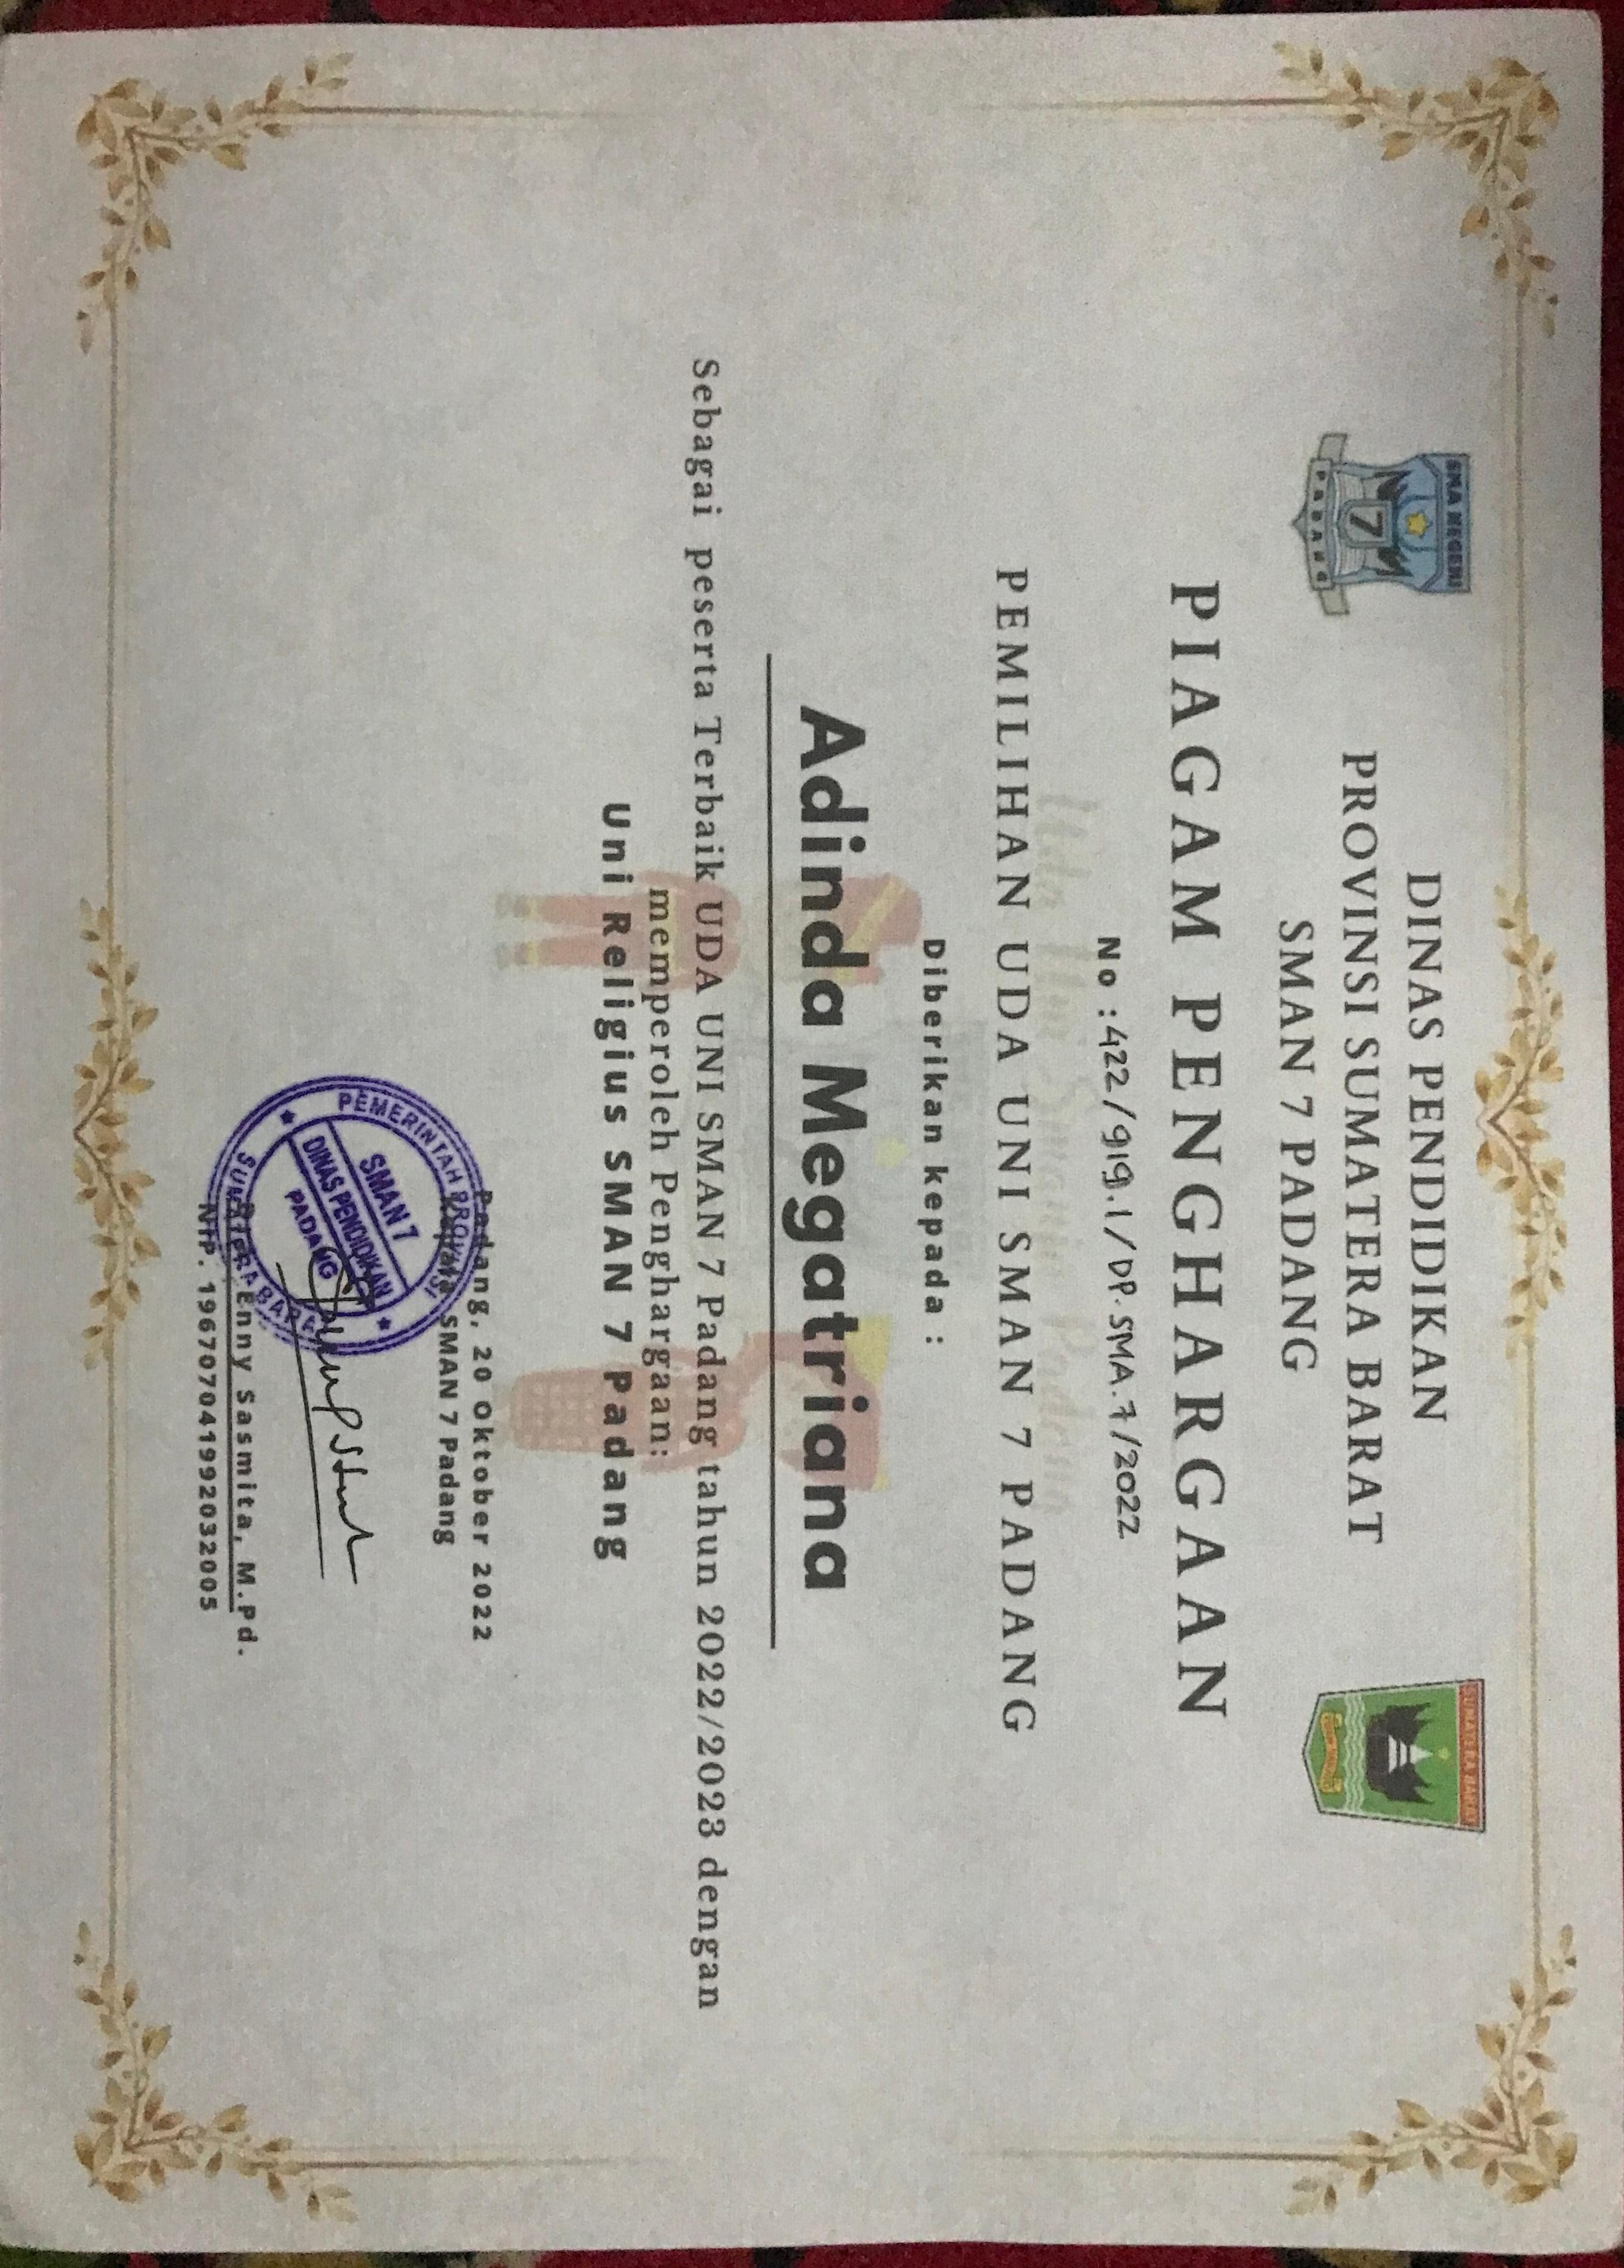 SMA NEGERI
7
PADANG
SUMATERA BARAT
DINAS PENDIDIKAN
PROVINSI SUMATERA BARAT
SMAN 7 PADANG
PIAGAM PENGHARGAAN
No :422/919.1/DP.SMA.7/2022
Uda Uni Smanju Padang
PEMILIHAN UDA UNI SMAN 7 PADANG
Diberikan kepada :
Adinda Megatriana
Sebagai peserta Terbaik UDA UNI SMAN 7 Padang tahun 2022/2023 dengan
memperoleh Penghargaan:
Uni Religius SMAN 7 Padang
Padang, 20 Oktober 2022
Kepala SMAN 7 Padang
PEMERINTAH PROVINSI
SMAN 7
DINAS PENDIDIKAN
PADANG
SUMATERA BARAT
Enny Sasmita, M.Pd.
NIP. 196707041992032005